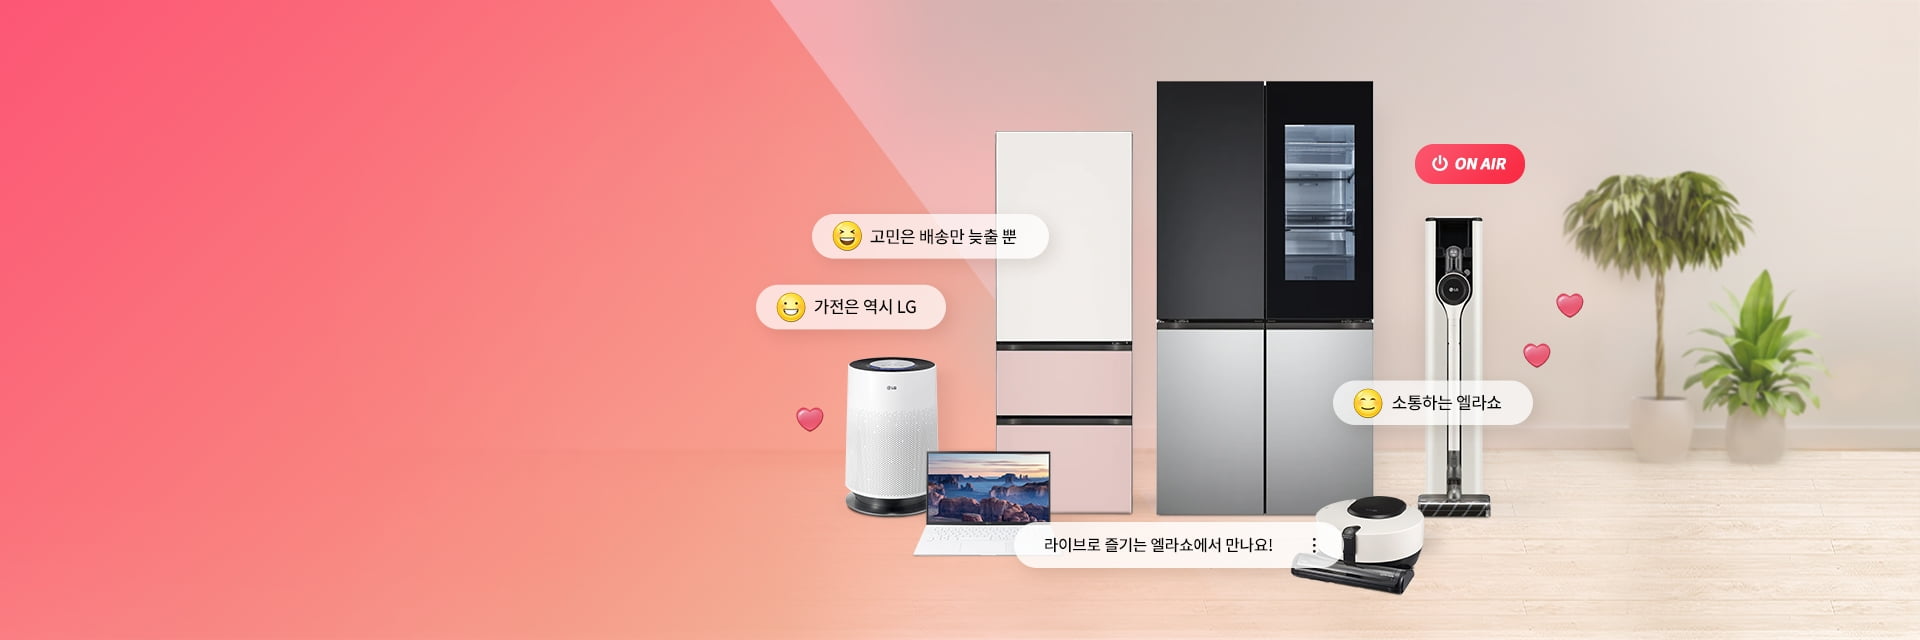 ON AIR
고민은 배송만 늦출 뿐
가전은 역시 LG
LG
LG
소통하는 엘라쇼
라이브로 즐기는 엘라쇼에서 만나요!